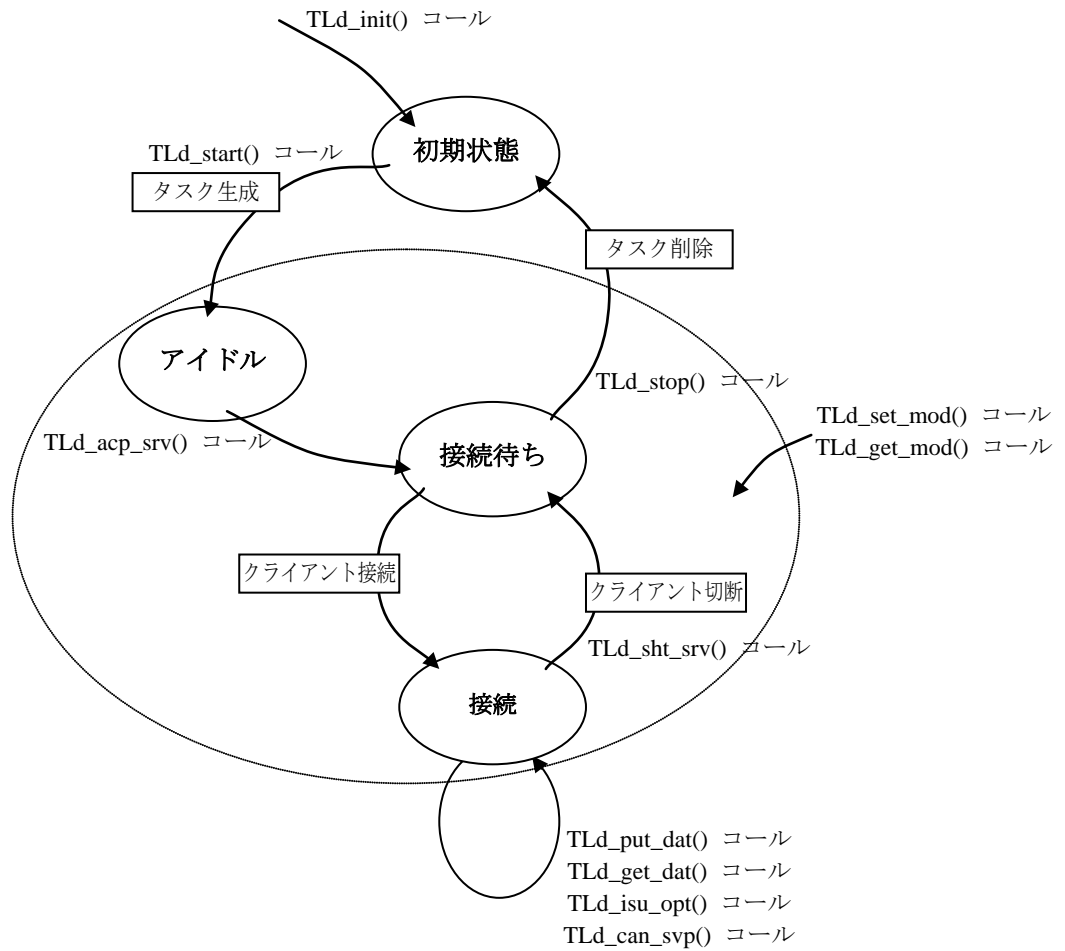 TLd_init() コール
初期状態
TLd_start() コール
タスク生成
タスク削除
アイドル
TLd_stop() コール
TLd_set_mod() コール
TLd_acp_srv() コール
接続待ち
TLd_get_mod() コール
クライアント接続
クライアント切断
TLd_sht_srv() コール
接続
TLd_put_dat() コール
TLd_get_dat() コール
TLd_isu_opt() コール
TLd_can_svp() コール